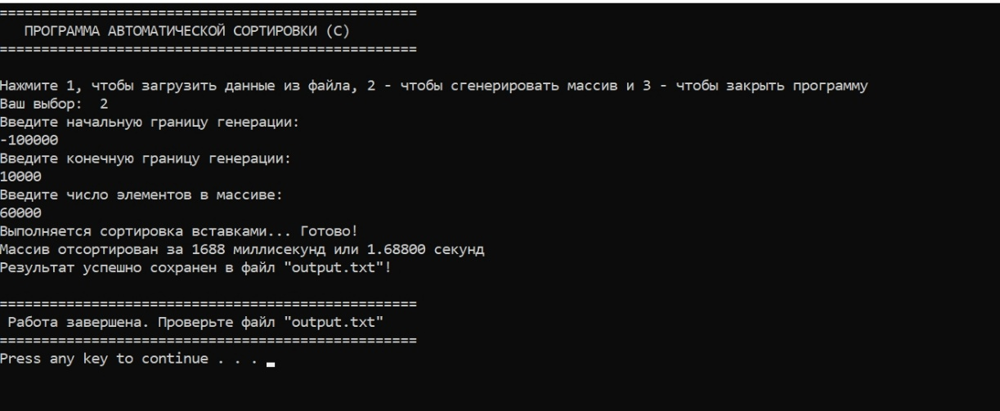 ==================================================
ПРОГРАММА АВТОМАТИЧЕСКОЙ СОРТИРОВКИ (С)
==================================================
Нажмите 1, чтобы загрузить данные из файла, 2 - чтобы сгенерировать массив и 3 - чтобы закрыть программу
Ваш выбор:  2
Введите начальную границу генерации:
-100000
Введите конечную границу генерации:
10000
Введите число элементов в массиве:
60000
Выполняется сортировка вставками... Готово!
Массив отсортирован за 1688 миллисекунд или 1.68800 секунд
Результат успешно сохранен в файл "output.txt"!
==================================================
Работа завершена. Проверьте файл "output.txt"
==================================================
Press any key to continue . . .